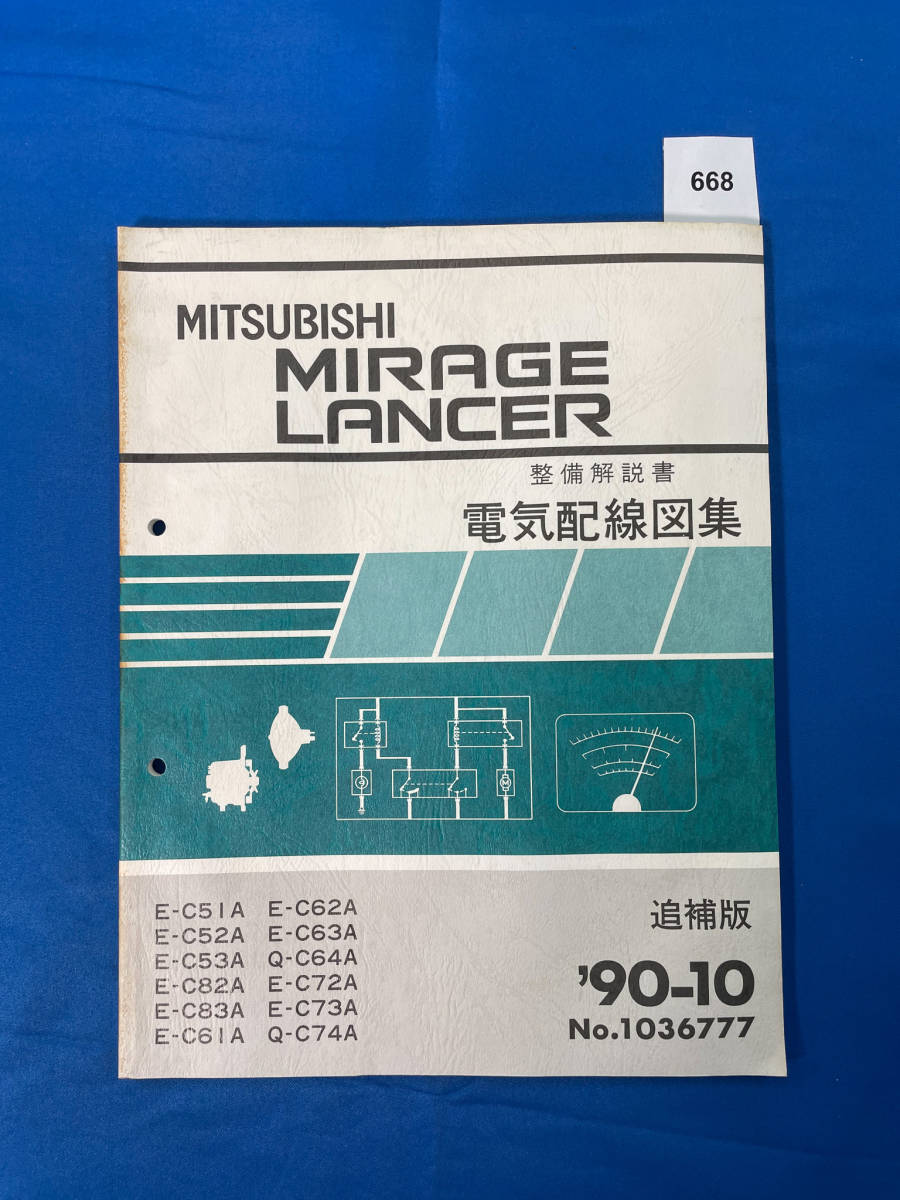 668
MITSUBISHI
MIRAGE
LANCER
整備解説書
電気配線図集
E-C51A E-C62A
E-C52A E-C63A
E-C53A Q-C64A
E-C82A E-C72A
E-C83A E-C73A
E-C61A Q-C74A
追補版
'90-10
No.1036777